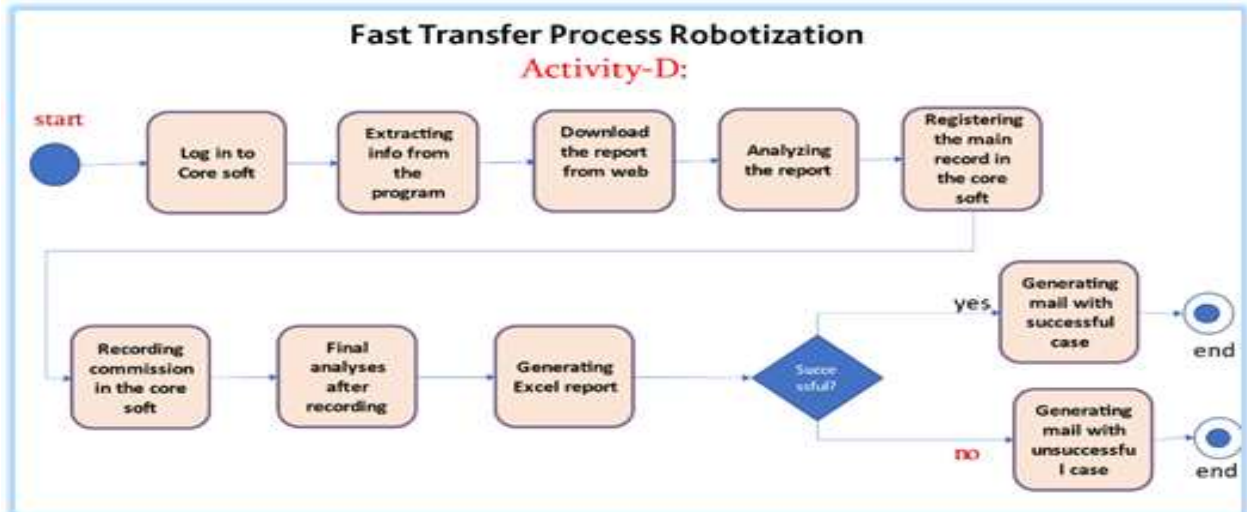 Fast Transfer Process Robotization
Activity-D:
start
Log in to
Core soft
Extracting
info from
the
program
Download
the report
from web
Analyzing
the report
Registering
the main
record in
the core
soft
Recording
commission
in the core
soft
Final
analyses
after
recording
Generating
Excel report
Succe
ssful?
yes
Generating
mail with
successful
case
end
no
Generating
mail with
unsuccessfu
l case
end